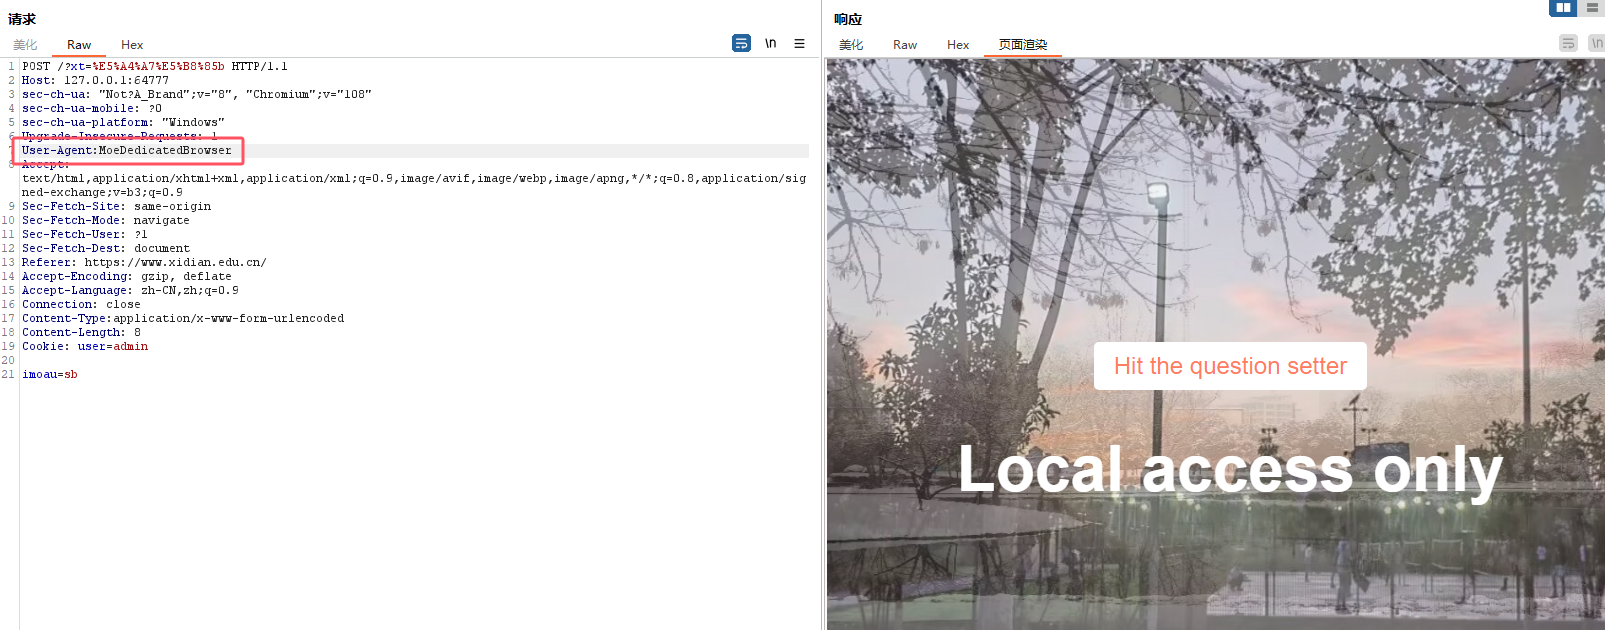 请求
美化 Raw Hex \n
1 POST /?xt=%E5%A4%A7%E5%B8%85b HTTP/1.1
2 Host: 127.0.0.1:64777
3 sec-ch-ua: "Not?A_Brand";v="8", "Chromium";v="108"
4 sec-ch-ua-mobile: ?0
5 sec-ch-ua-platform: "Windows"
6 Upgrade-Insecure-Requests: 1
7 User-Agent:MoeDedicatedBrowser
8 Accept:
text/html,application/xhtml+xml,application/xml;q=0.9,image/avif,image/webp,image/apng,*/*;q=0.8,application/sig
ned-exchange;v=b3;q=0.9
9 Sec-Fetch-Site: same-origin
10 Sec-Fetch-Mode: navigate
11 Sec-Fetch-User: ?1
12 Sec-Fetch-Dest: document
13 Referer: https://www.xidian.edu.cn/
14 Accept-Encoding: gzip, deflate
15 Accept-Language: zh-CN,zh;q=0.9
16 Connection: close
17 Content-Type:application/x-www-form-urlencoded
18 Content-Length: 8
19 Cookie: user=admin
20
21 imoau=sb
响应
美化 Raw Hex 页面渲染 \n
Hit the question setter
Local access only